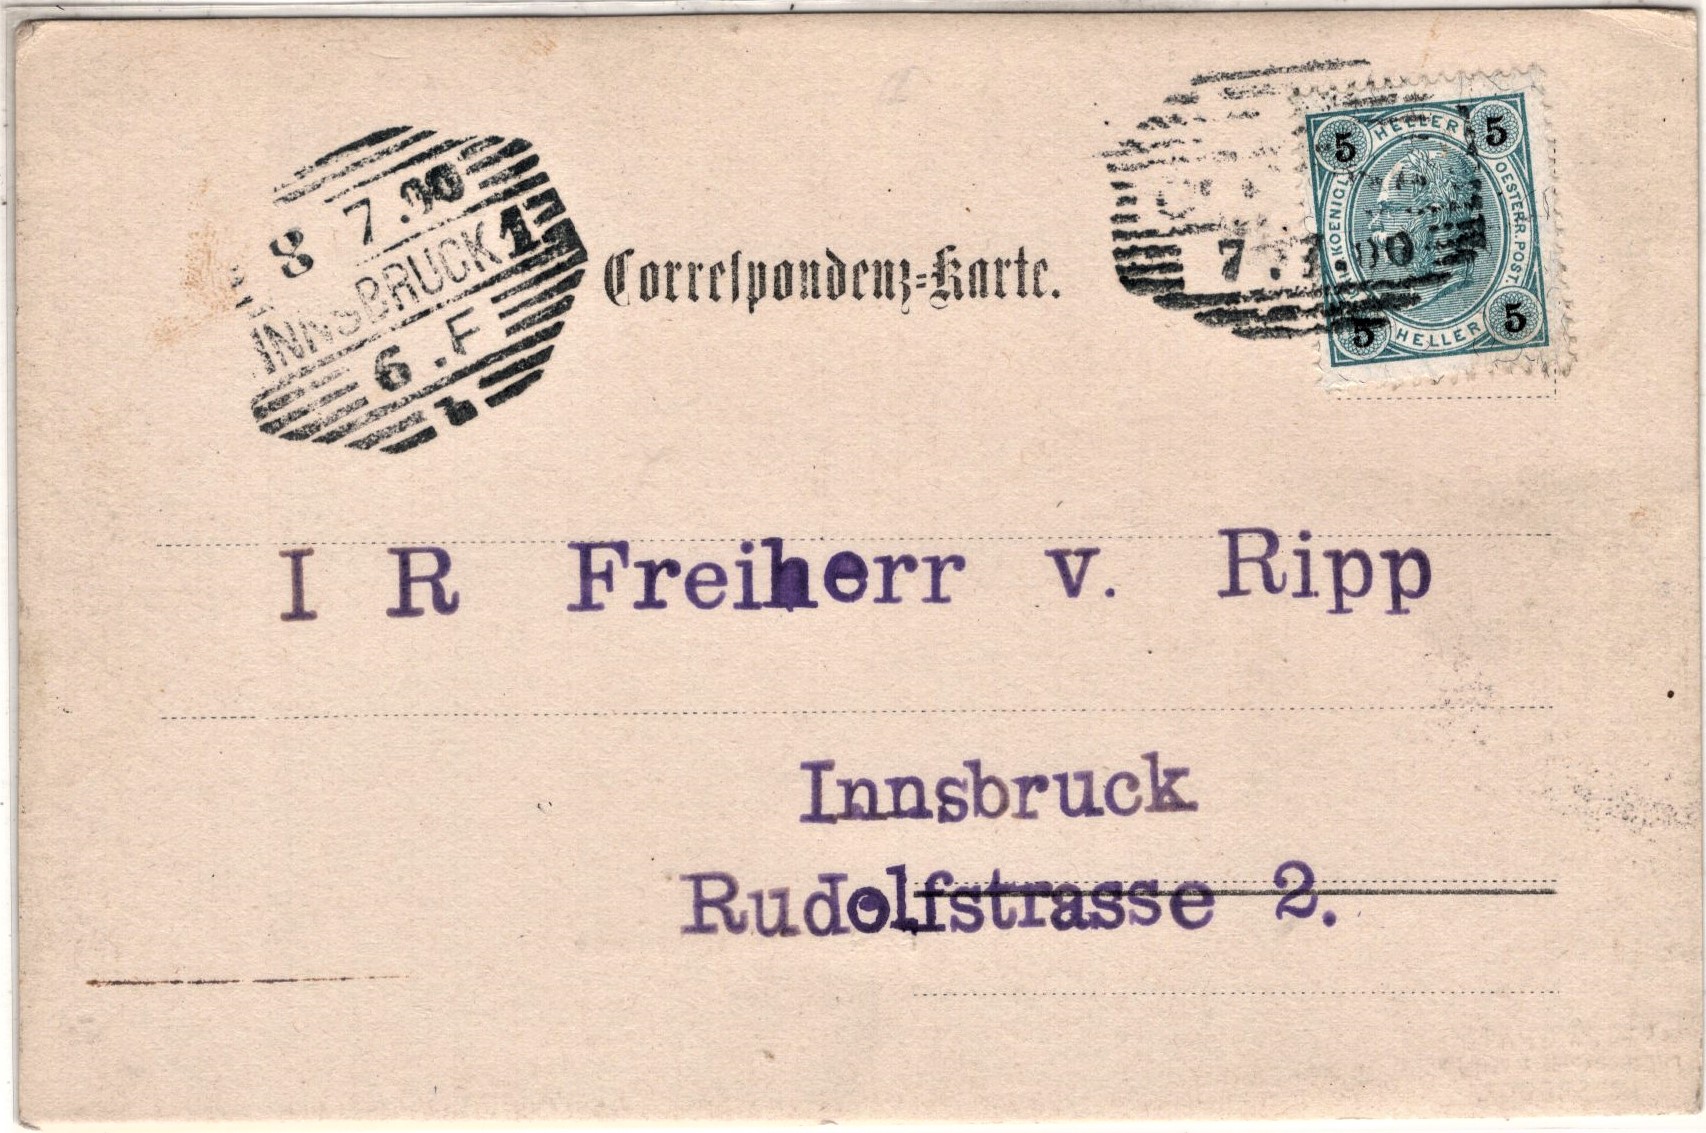 8 7.00
INNSBRUCK 1
6.F
b
Correspondenz-Karte.
7. 00
5 HELLER 5
KOENIGL.
OESTERR. POST.
5 HELLER 5
I R Freiherr v. Ripp
Innsbruck
Rudolfstrasse 2.